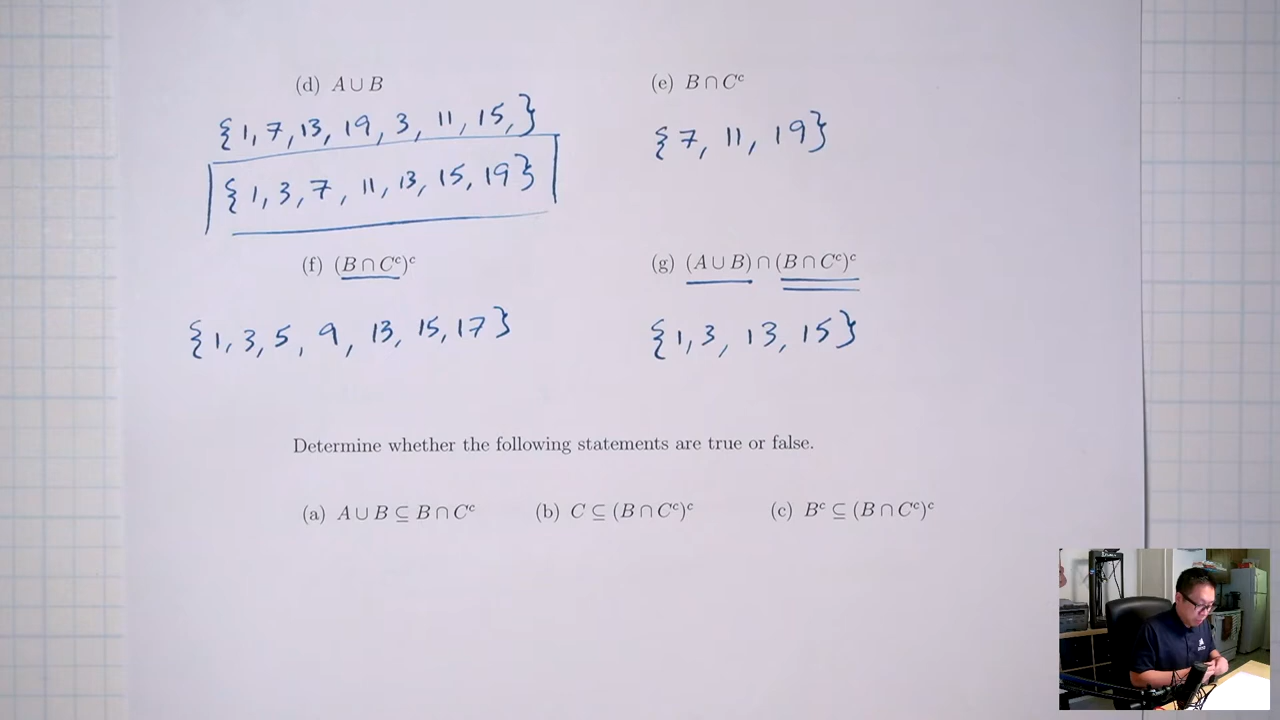 (d) A ∪ B
{1, 7, 13, 19, 3, 11, 15,}
{1, 3, 7, 11, 13, 15, 19}
(e) B ∩ Cᶜ
{7, 11, 19}
(f) (B ∩ Cᶜ)ᶜ
{1, 3, 5, 9, 13, 15, 17}
(g) (A ∪ B) ∩ (B ∩ Cᶜ)ᶜ
{1, 3, 13, 15}
Determine whether the following statements are true or false.
(a) A ∪ B ⊆ B ∩ Cᶜ
(b) C ⊆ (B ∩ Cᶜ)ᶜ
(c) Bᶜ ⊆ (B ∩ Cᶜ)ᶜ